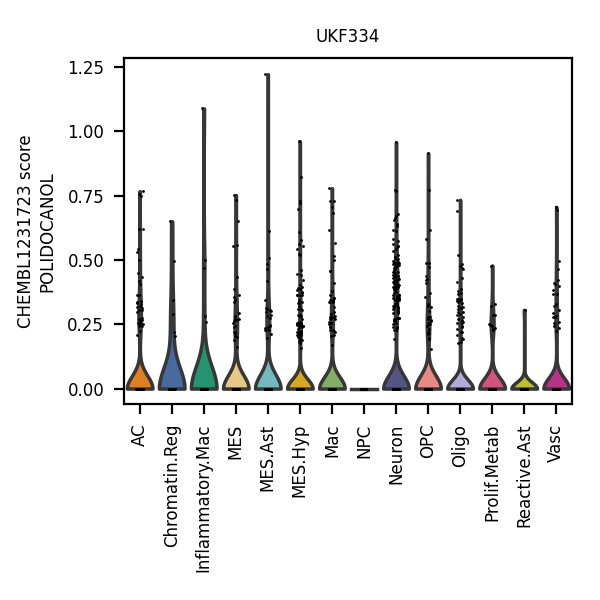 UKF334
CHEMBL1231723 score
POLIDOCANOL
1.25
1.00
0.75
0.50
0.25
0.00
AC
Chromatin.Reg
Inflammatory.Mac
MES
MES.Ast
MES.Hyp
Mac
NPC
Neuron
OPC
Oligo
Prolif.Metab
Reactive.Ast
Vasc